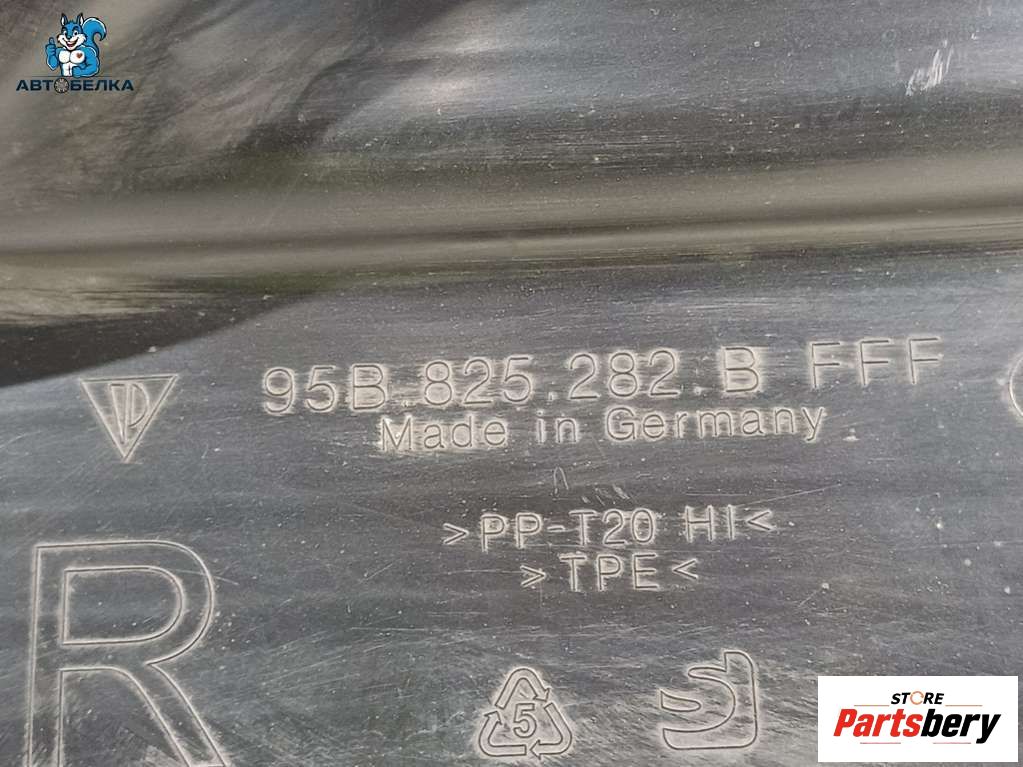 АВТОБЕЛКА
95B.825.282.B FFF
Made in Germany
>PP-T20 HI<
>TPE<
R
5
STORE
Partsbery